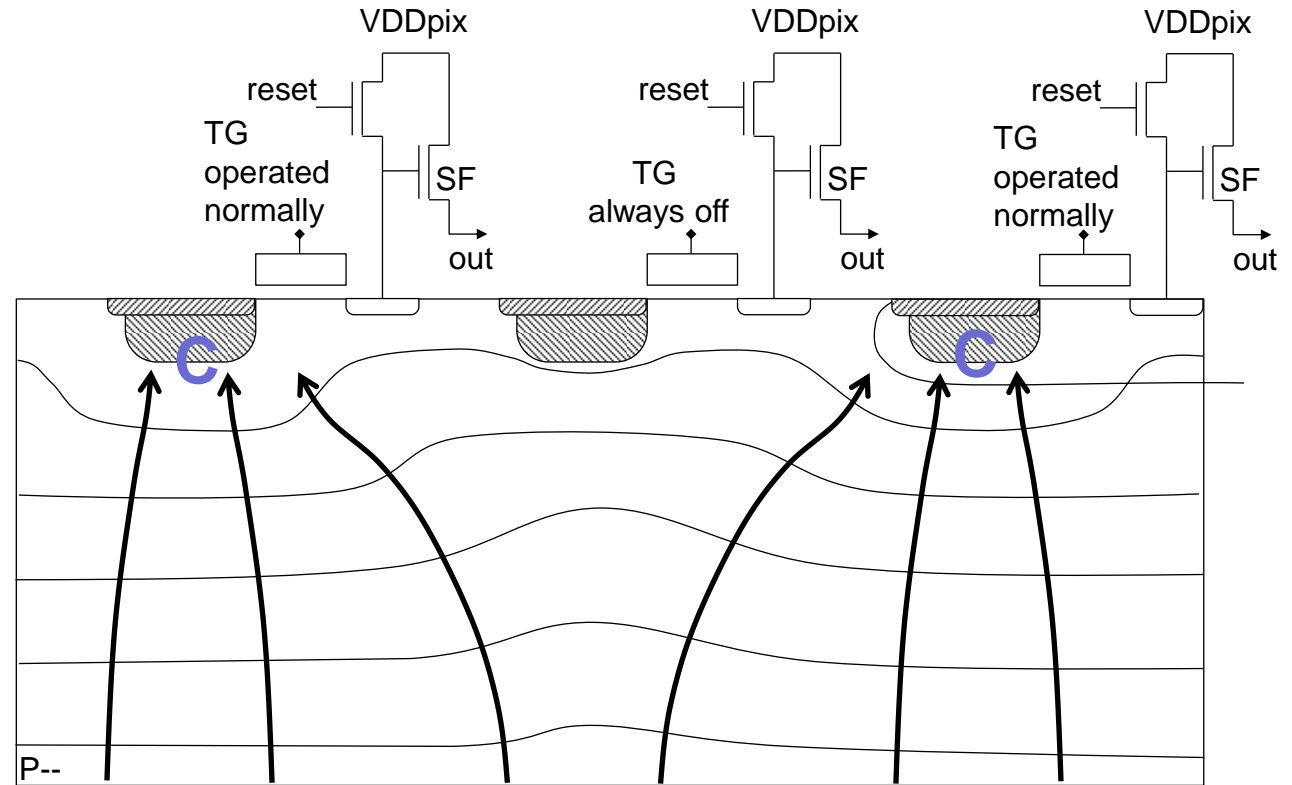 VDDpix
VDDpix
VDDpix
reset
reset
reset
TG
operated
normally
SF
out
TG
always off
SF
out
TG
operated
normally
SF
out
C
C
P--